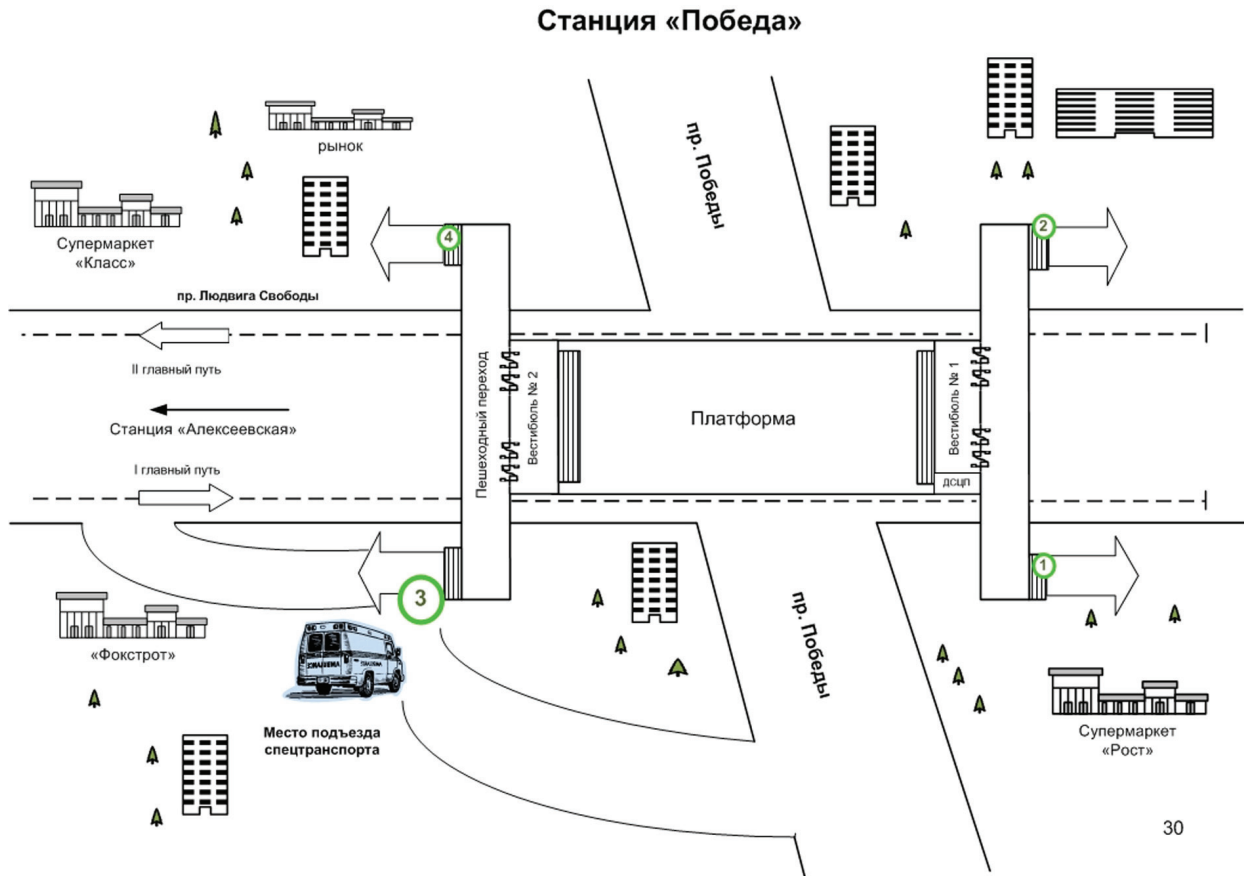 Станция «Победа»
рынок
пр. Победы
Супермаркет
«Класс»
4
2
пр. Людвига Свободы
II главный путь
Станция «Алексеевская»
I главный путь
Пешеходный переход
Вестибюль № 2
Платформа
Вестибюль № 1
ДСЦП
3
1
«Фокстрот»
AMBULANCE
Место подъезда
спецтранспорта
пр. Победы
Супермаркет
«Рост»
30